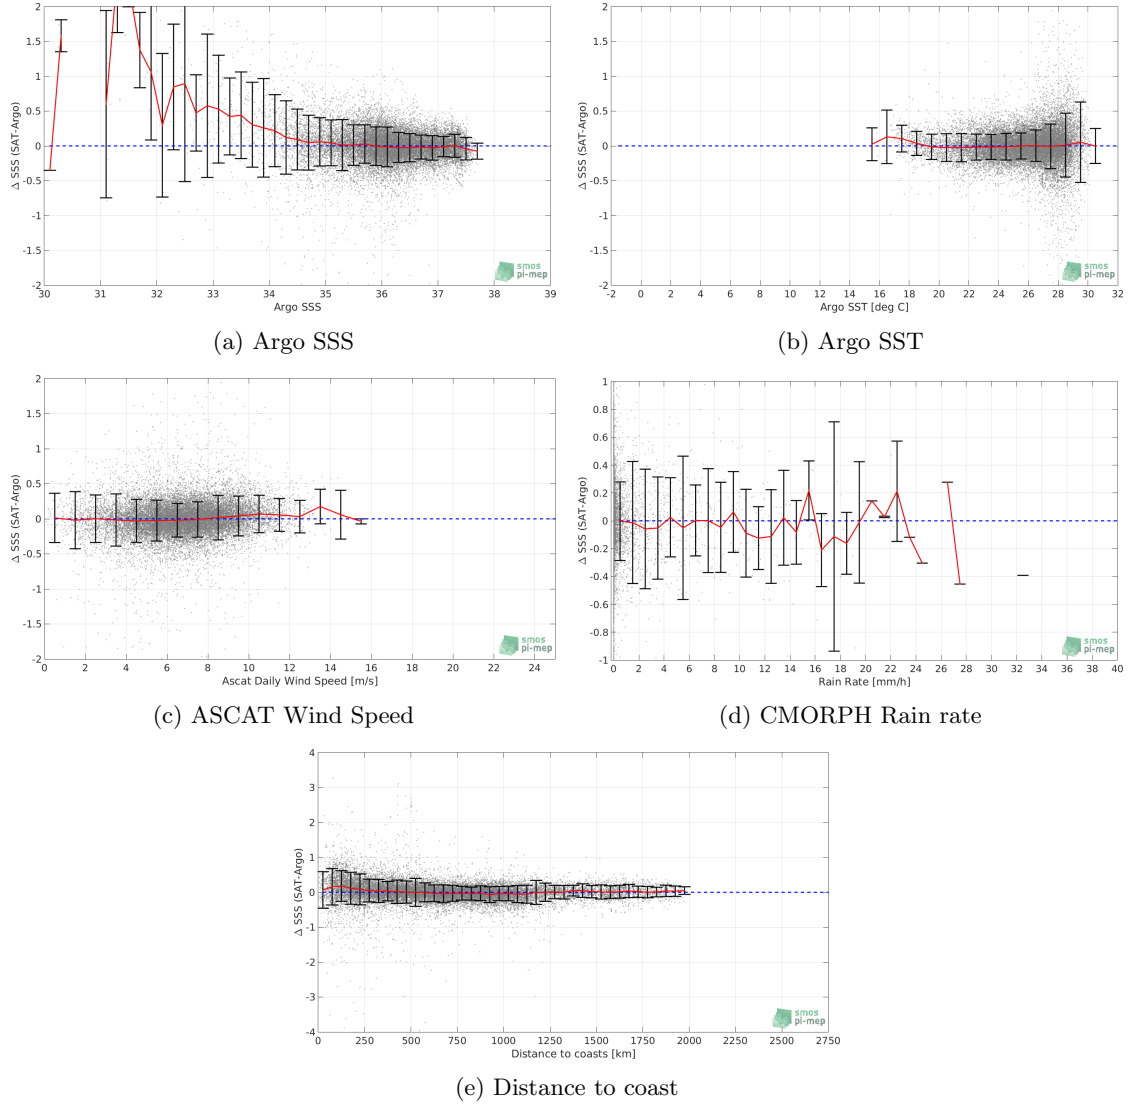 2
1.5
1
0.5
0
-0.5
-1
-1.5
-2
Δ SSS (SAT-Argo)
30 31 32 33 34 35 36 37 38 39
Argo SSS
smos
pi-mep
(a) Argo SSS
2
1.5
1
0.5
0
-0.5
-1
-1.5
-2
Δ SSS (SAT-Argo)
-2 0 2 4 6 8 10 12 14 16 18 20 22 24 26 28 30 32
Argo SST [deg C]
smos
pi-mep
(b) Argo SST
2
1.5
1
0.5
0
-0.5
-1
-1.5
-2
Δ SSS (SAT-Argo)
0 2 4 6 8 10 12 14 16 18 20 22 24
Ascat Daily Wind Speed [m/s]
smos
pi-mep
(c) ASCAT Wind Speed
1
0.8
0.6
0.4
0.2
0
-0.2
-0.4
-0.6
-0.8
-1
Δ SSS (SAT-Argo)
0 2 4 6 8 10 12 14 16 18 20 22 24 26 28 30 32 34 36 38 40
Rain Rate [mm/h]
smos
pi-mep
(d) CMORPH Rain rate
4
3
2
1
0
-1
-2
-3
-4
Δ SSS (SAT-Argo)
0 250 500 750 1000 1250 1500 1750 2000 2250 2500 2750
Distance to coasts [km]
smos
pi-mep
(e) Distance to coast